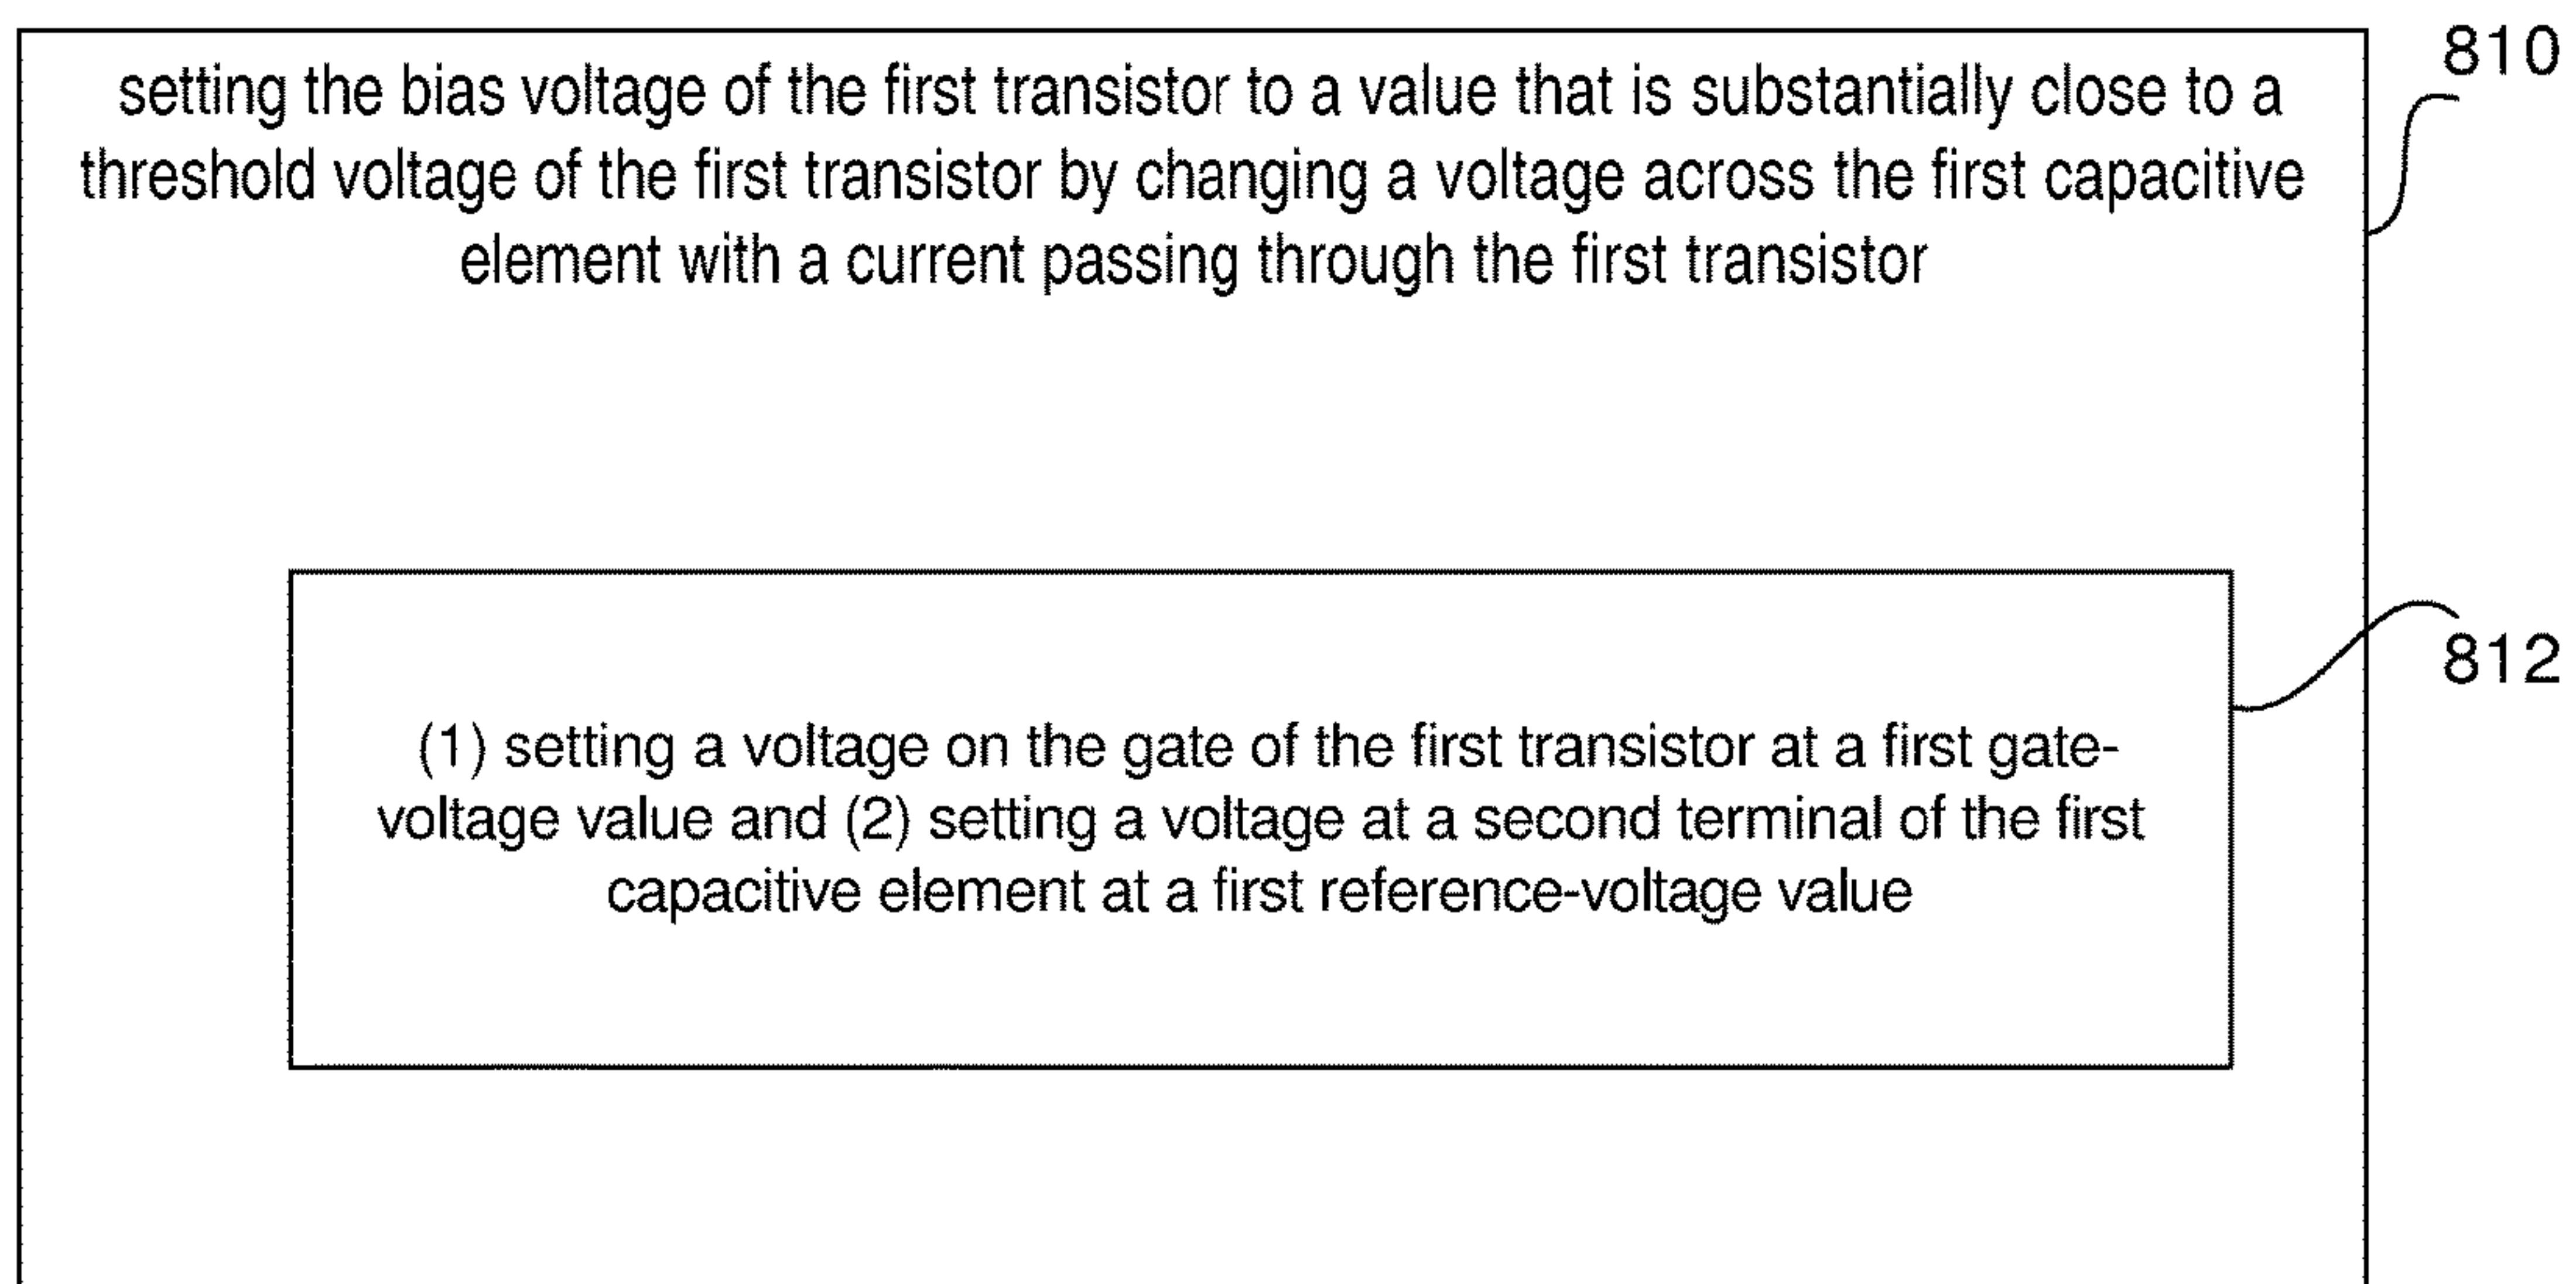 810
setting the bias voltage of the first transistor to a value that is substantially close to a
threshold voltage of the first transistor by changing a voltage across the first capacitive
element with a current passing through the first transistor
812
(1) setting a voltage on the gate of the first transistor at a first gate-
voltage value and (2) setting a voltage at a second terminal of the first
capacitive element at a first reference-voltage value